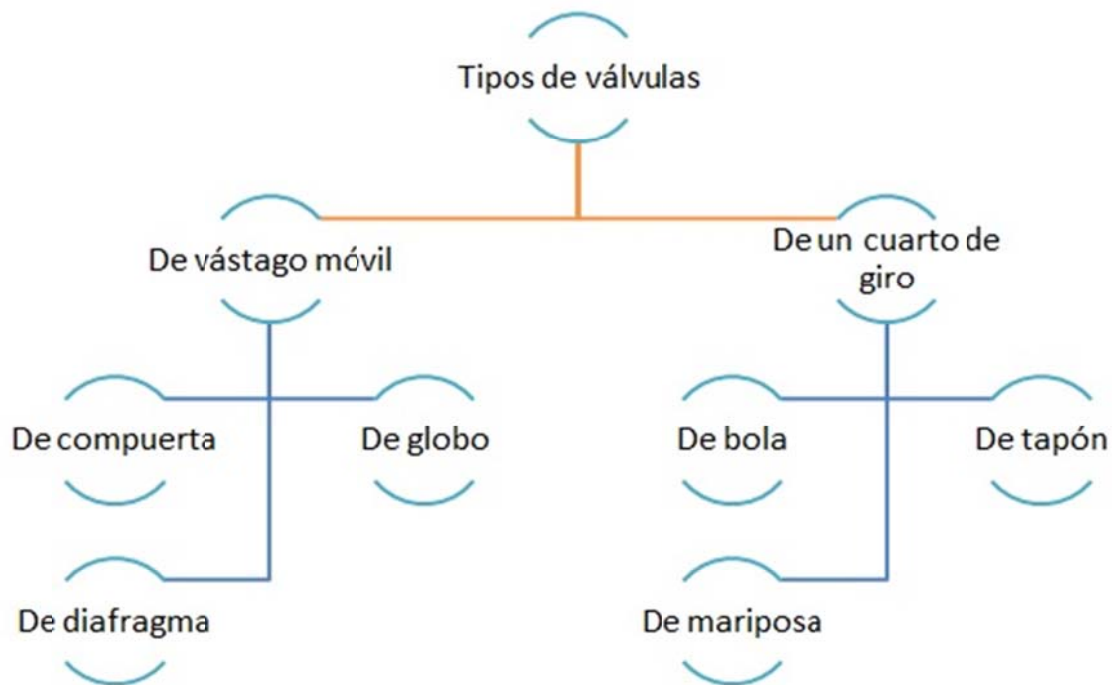 Tipos de válvulas
De vástago móvil
De un cuarto de
giro
De compuerta
De globo
De bola
De tapón
De diafragma
De mariposa